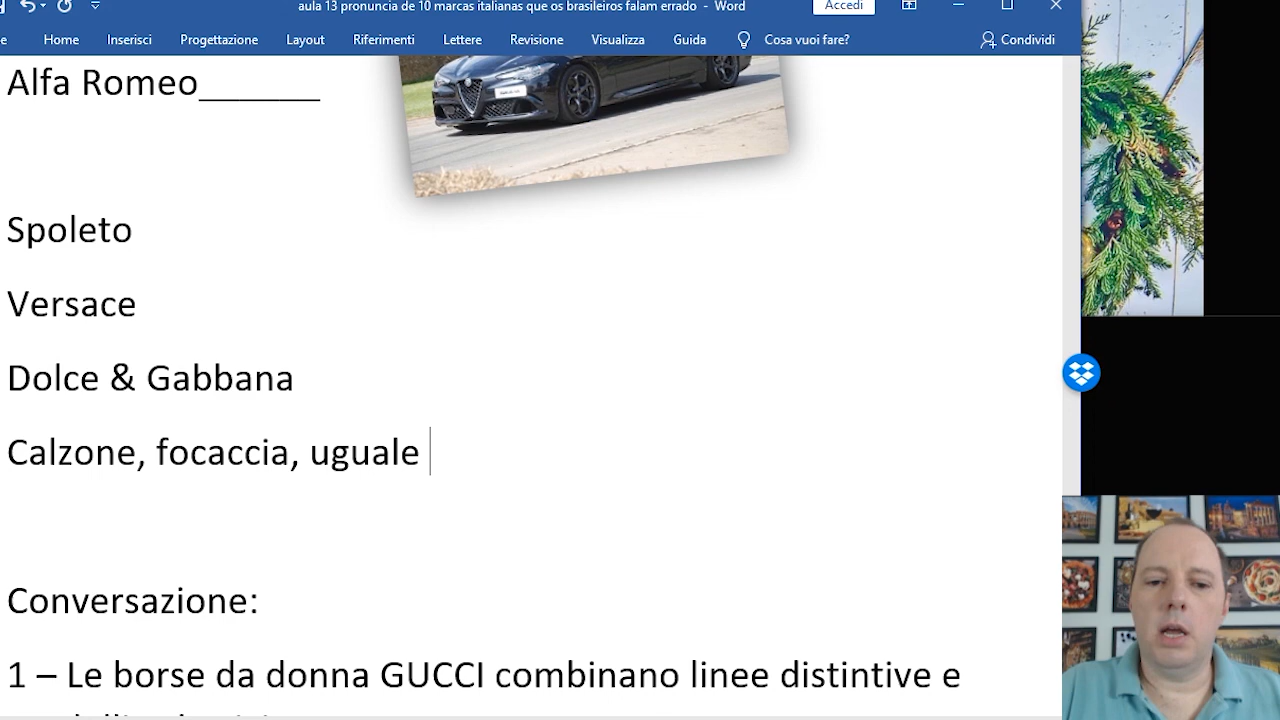 aula 13 pronuncia de 10 marcas italianas que os brasileiros falam errado - Word
Accedi
Home Inserisci Progettazione Layout Riferimenti Lettere Revisione Visualizza Guida Cosa vuoi fare? Condividi
Alfa Romeo______
Spoleto
Versace
Dolce & Gabbana
Calzone, focaccia, uguale
Conversazione:
1 – Le borse da donna GUCCI combinano linee distintive e